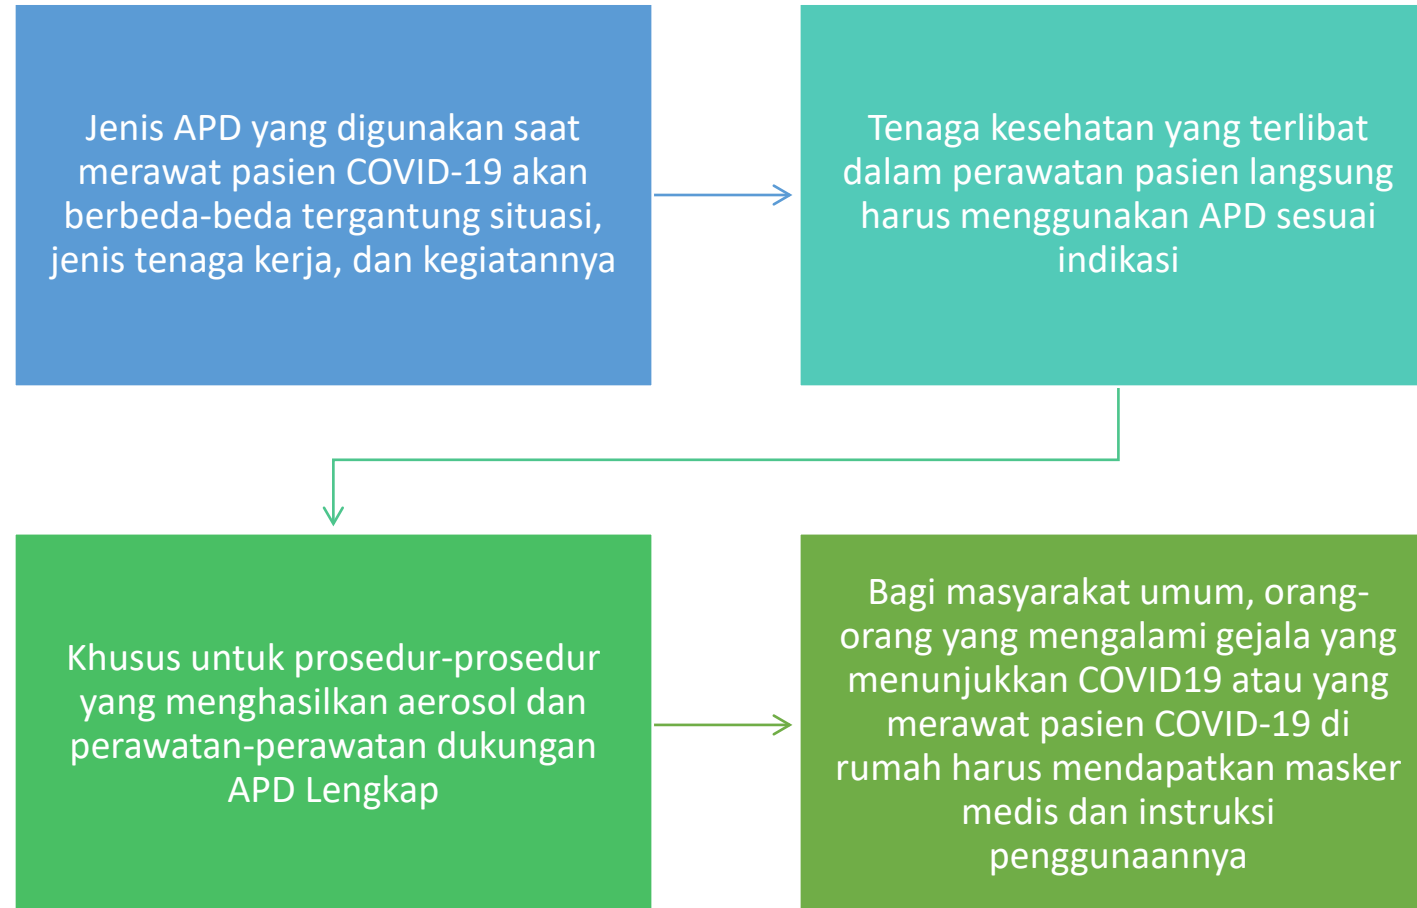 Jenis APD yang digunakan saat
merawat pasien COVID-19 akan
berbeda-beda tergantung situasi,
jenis tenaga kerja, dan kegiatannya
Tenaga kesehatan yang terlibat
dalam perawatan pasien langsung
harus menggunakan APD sesuai
indikasi
Khusus untuk prosedur-prosedur
yang menghasilkan aerosol dan
perawatan-perawatan dukungan
APD Lengkap
Bagi masyarakat umum, orang-
orang yang mengalami gejala yang
menunjukkan COVID19 atau yang
merawat pasien COVID-19 di
rumah harus mendapatkan masker
medis dan instruksi
penggunaannya